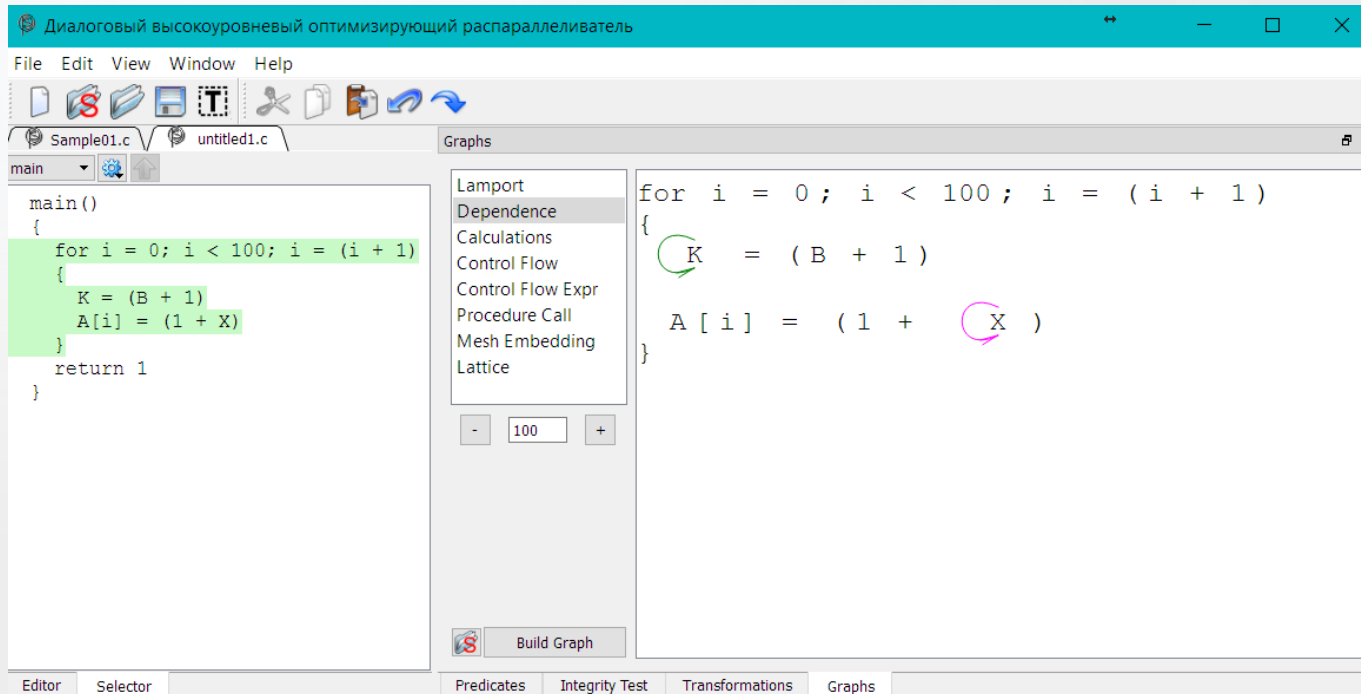 Диалоговый высокоуровневый оптимизирующий распараллеливатель
File Edit View Window Help
S T
Sample01.c untitled1.c
main
main()
{
for i = 0; i < 100; i = (i + 1)
{
K = (B + 1)
A[i] = (1 + X)
}
return 1
}
Editor Selector
Graphs
Lamport
Dependence
Calculations
Control Flow
Control Flow Expr
Procedure Call
Mesh Embedding
Lattice
- 100 +
S Build Graph
for i = 0; i < 100; i = (i + 1)
{
K = (B + 1)
A[i] = (1 + X)
}
Predicates Integrity Test Transformations Graphs